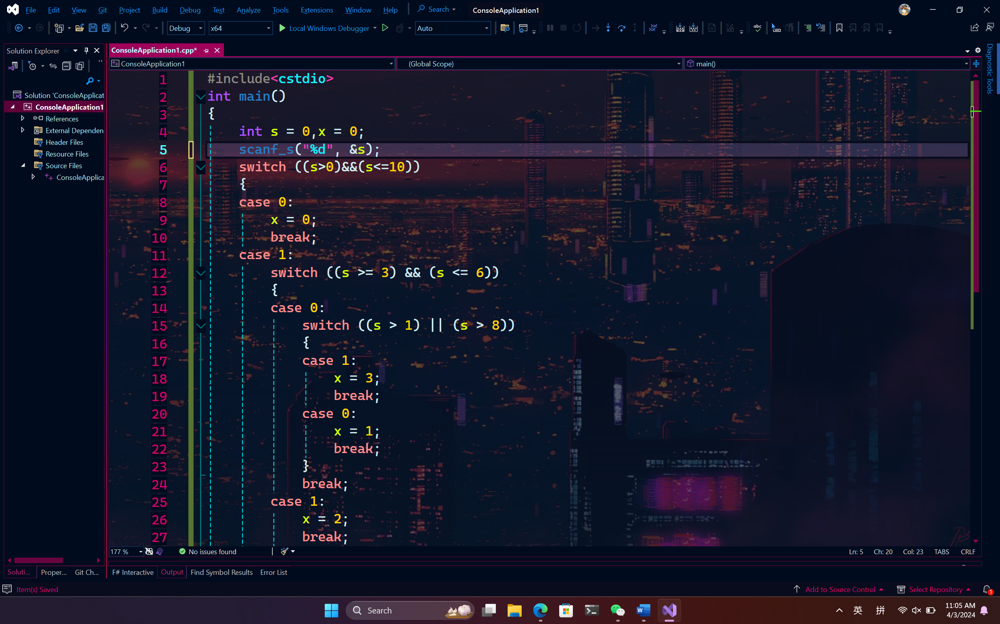 File Edit View Git Project Build Debug Test Analyze Tools Extensions Window Help Search ConsoleApplication1
Debug x64 Local Windows Debugger Auto
Solution Explorer
ConsoleApplication1.cpp*
ConsoleApplication1 (Global Scope) main()
Diagnostic Tools
Solution 'ConsoleApplicat
ConsoleApplication1
References
External Dependen
Header Files
Resource Files
Source Files
ConsoleApplica
1 #include<cstdio>
2 int main()
3 {
4 int s = 0,x = 0;
5 scanf_s("%d", &s);
6 switch ((s>0)&&(s<=10))
7 {
8 case 0:
9 x = 0;
10 break;
11 case 1:
12 switch ((s >= 3) && (s <= 6))
13 {
14 case 0:
15 switch ((s > 1) || (s > 8))
16 {
17 case 1:
18 x = 3;
19 break;
20 case 0:
21 x = 1;
22 break;
23 }
24 break;
25 case 1:
26 x = 2;
27 break;
177 % No issues found Ln: 5 Ch: 20 Col: 23 TABS CRLF
Soluti... Proper... Git Ch... F# Interactive Output Find Symbol Results Error List
Item(s) Saved Add to Source Control Select Repository 1
Search 英 拼 11:05 AM
4/3/2024